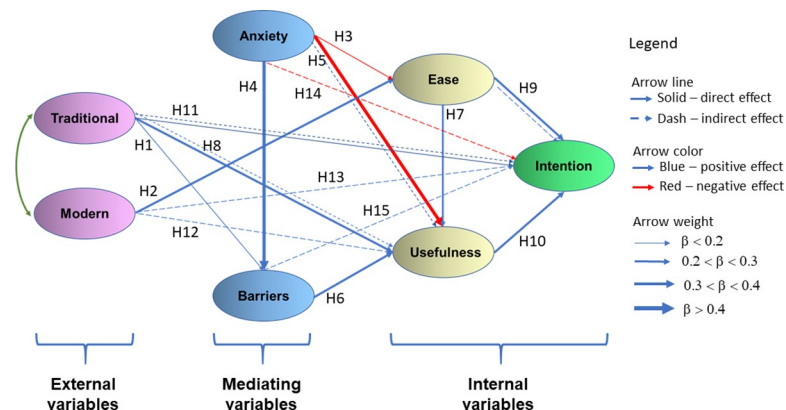 Anxiety
H3
H5
Ease
H4
H14
H9
Traditional
H11
H7
H1
H8
Intention
H13
H2
Modern
H15
H12
Usefulness
H10
Barriers
H6
External
variables
Mediating
variables
Internal
variables
Legend
Arrow line
Solid – direct effect
Dash – indirect effect
Arrow color
Blue – positive effect
Red – negative effect
Arrow weight
β < 0.2
0.2 < β < 0.3
0.3 < β < 0.4
β > 0.4